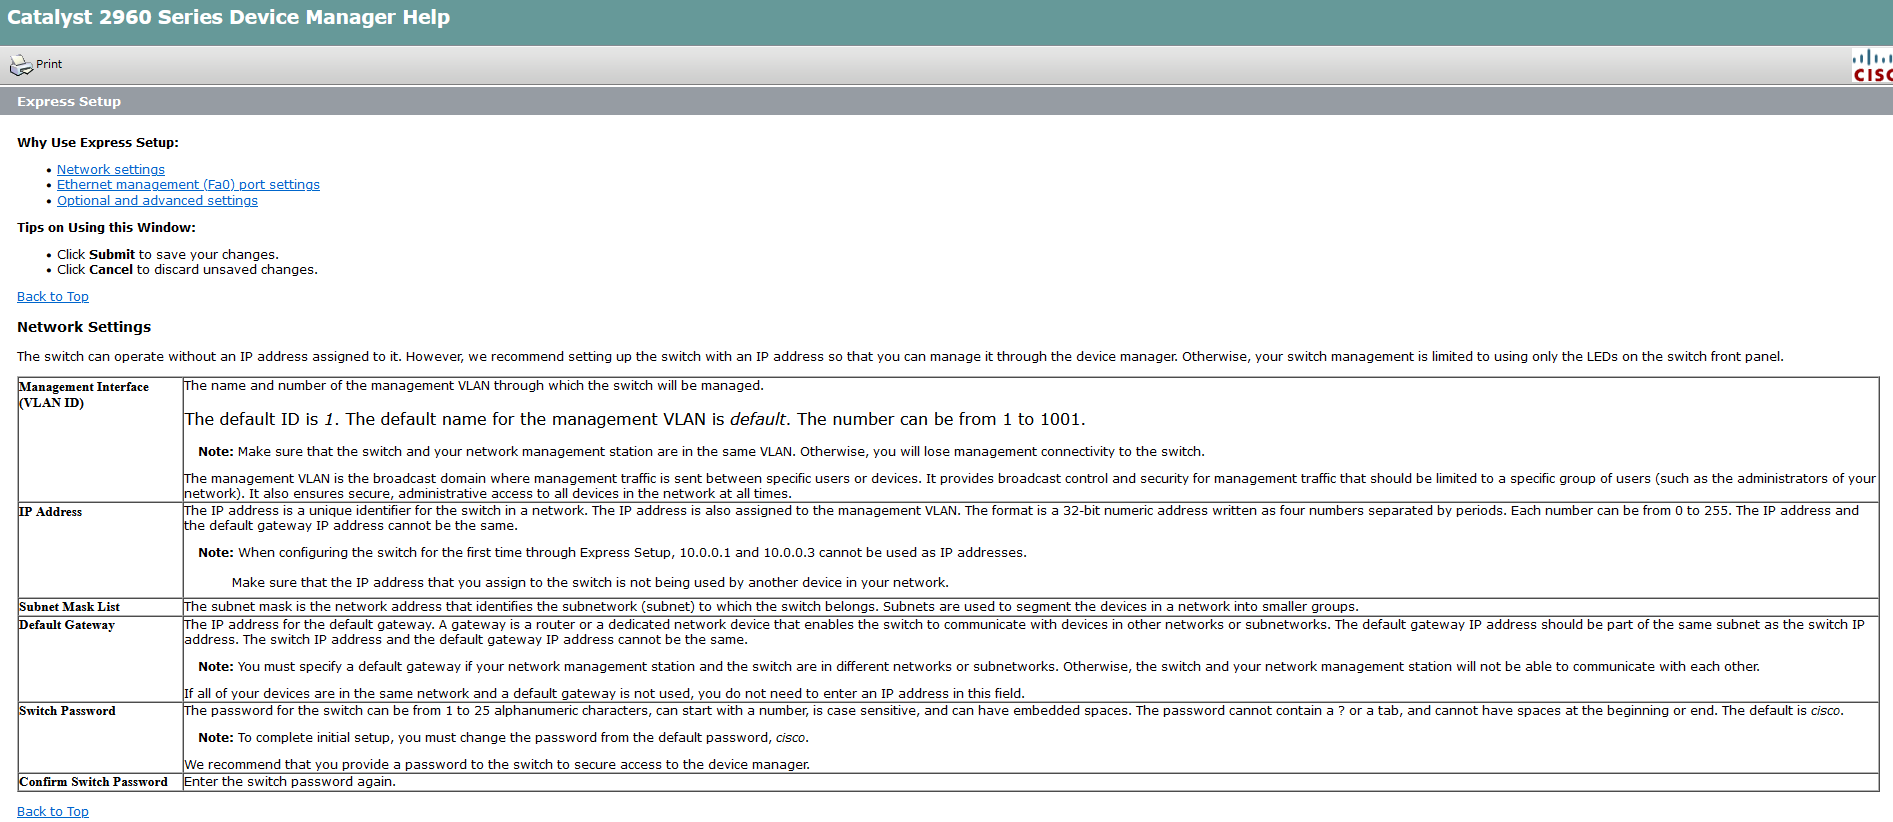 Catalyst 2960 Series Device Manager Help
Print
CISC
Express Setup
Why Use Express Setup:
• Network settings
• Ethernet management (Fa0) port settings
• Optional and advanced settings
Tips on Using this Window:
• Click Submit to save your changes.
• Click Cancel to discard unsaved changes.
Back to Top
Network Settings
The switch can operate without an IP address assigned to it. However, we recommend setting up the switch with an IP address so that you can manage it through the device manager. Otherwise, your switch management is limited to using only the LEDs on the switch front panel.
Management Interface
(VLAN ID)
The name and number of the management VLAN through which the switch will be managed.
The default ID is 1. The default name for the management VLAN is default. The number can be from 1 to 1001.
Note: Make sure that the switch and your network management station are in the same VLAN. Otherwise, you will lose management connectivity to the switch.
The management VLAN is the broadcast domain where management traffic is sent between specific users or devices. It provides broadcast control and security for management traffic that should be limited to a specific group of users (such as the administrators of your
network). It also ensures secure, administrative access to all devices in the network at all times.
IP Address
The IP address is a unique identifier for the switch in a network. The IP address is also assigned to the management VLAN. The format is a 32-bit numeric address written as four numbers separated by periods. Each number can be from 0 to 255. The IP address and
the default gateway IP address cannot be the same.
Note: When configuring the switch for the first time through Express Setup, 10.0.0.1 and 10.0.0.3 cannot be used as IP addresses.
Make sure that the IP address that you assign to the switch is not being used by another device in your network.
Subnet Mask List
The subnet mask is the network address that identifies the subnetwork (subnet) to which the switch belongs. Subnets are used to segment the devices in a network into smaller groups.
Default Gateway
The IP address for the default gateway. A gateway is a router or a dedicated network device that enables the switch to communicate with devices in other networks or subnetworks. The default gateway IP address should be part of the same subnet as the switch IP
address. The switch IP address and the default gateway IP address cannot be the same.
Note: You must specify a default gateway if your network management station and the switch are in different networks or subnetworks. Otherwise, the switch and your network management station will not be able to communicate with each other.
If all of your devices are in the same network and a default gateway is not used, you do not need to enter an IP address in this field.
Switch Password
The password for the switch can be from 1 to 25 alphanumeric characters, can start with a number, is case sensitive, and can have embedded spaces. The password cannot contain a ? or a tab, and cannot have spaces at the beginning or end. The default is cisco.
Note: To complete initial setup, you must change the password from the default password, cisco.
We recommend that you provide a password to the switch to secure access to the device manager.
Confirm Switch Password
Enter the switch password again.
Back to Top